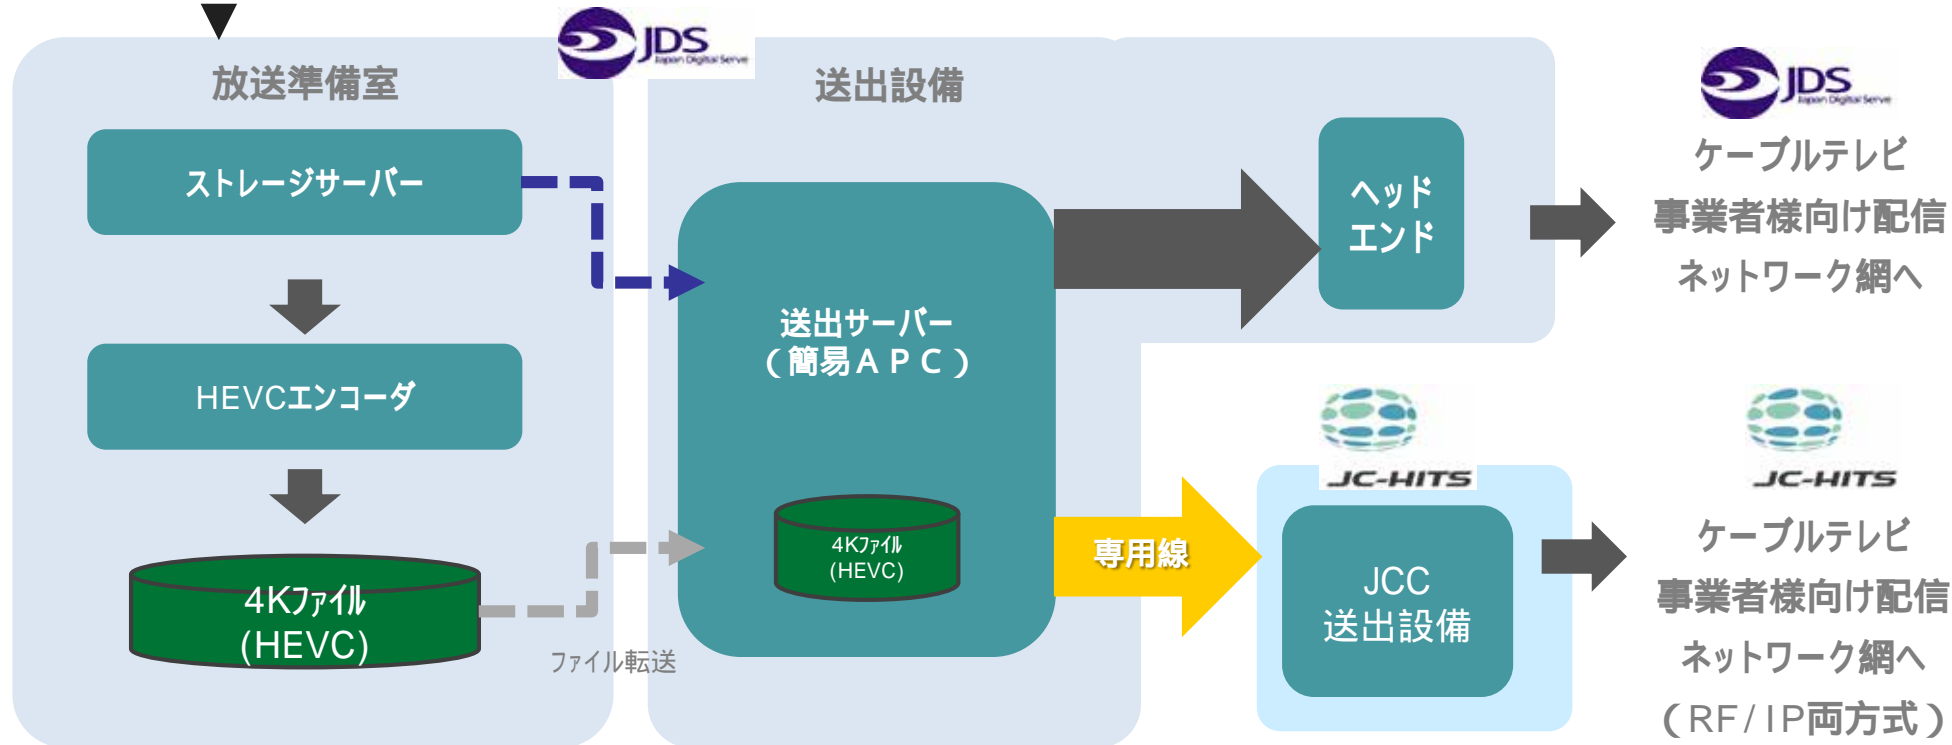 JDS
Japan Digital Serve
放送準備室
ストレージサーバー
HEVCエンコーダ
4Kファイル
(HEVC)
ファイル転送
送出設備
送出サーバー
（簡易ＡＰＣ）
4Kファイル
(HEVC)
ヘッド
エンド
JDS
Japan Digital Serve
ケーブルテレビ
事業者様向け配信
ネットワーク網へ
専用線
JC-HITS
JCC
送出設備
JC-HITS
ケーブルテレビ
事業者様向け配信
ネットワーク網へ
（RF/IP両方式）